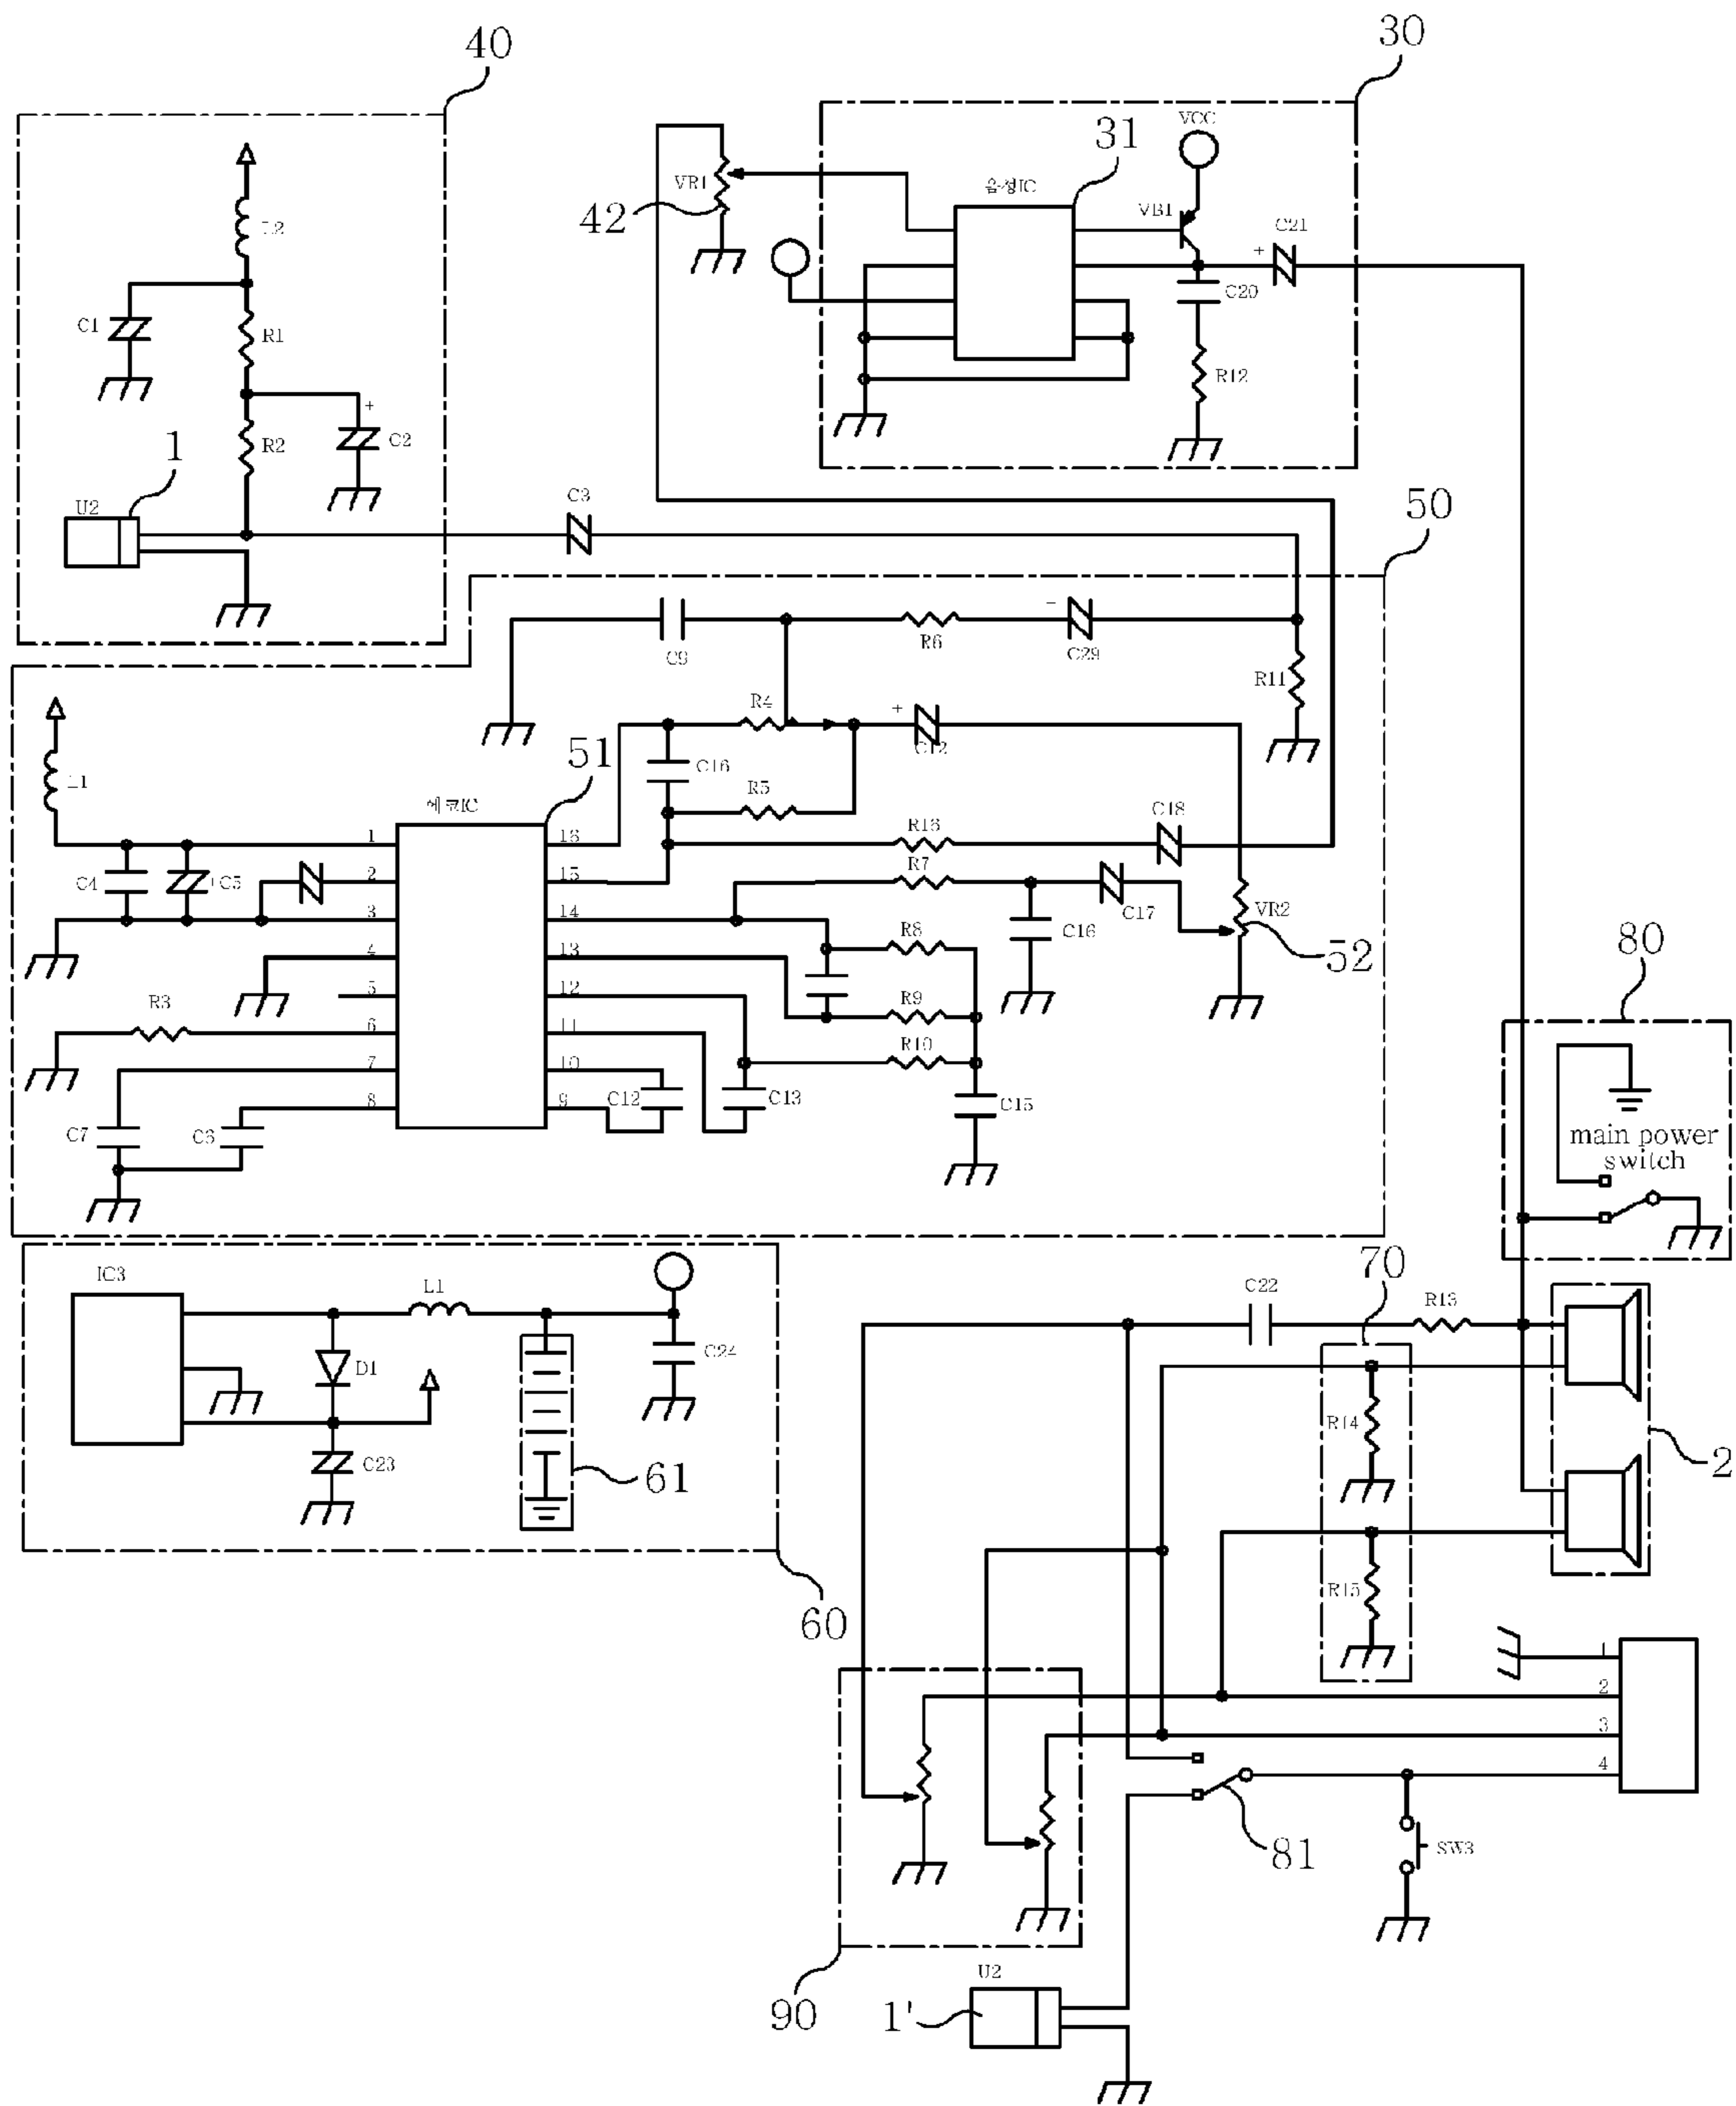 40
30
VCC
31
음성IC
VR1
42
VB1
C21
+
C20
L2
C1
R1
R12
+
R2
C2
1
U2
C3
50
-
R6
C9
C29
R11
R4
+
C12
L1
51
C16
에코IC
R5
C18
R16
1
16
R7
C4
+C5
2
15
C17
VR2
3
14
C16
R8
52
80
4
13
R3
5
12
R9
6
11
R10
7
10
C12
C13
C15
8
9
C7
C6
main power
switch
70
IC3
L1
C22
R13
D1
C24
R14
C23
61
2
R15
60
1
2
3
4
81
SW3
U2
90
1'